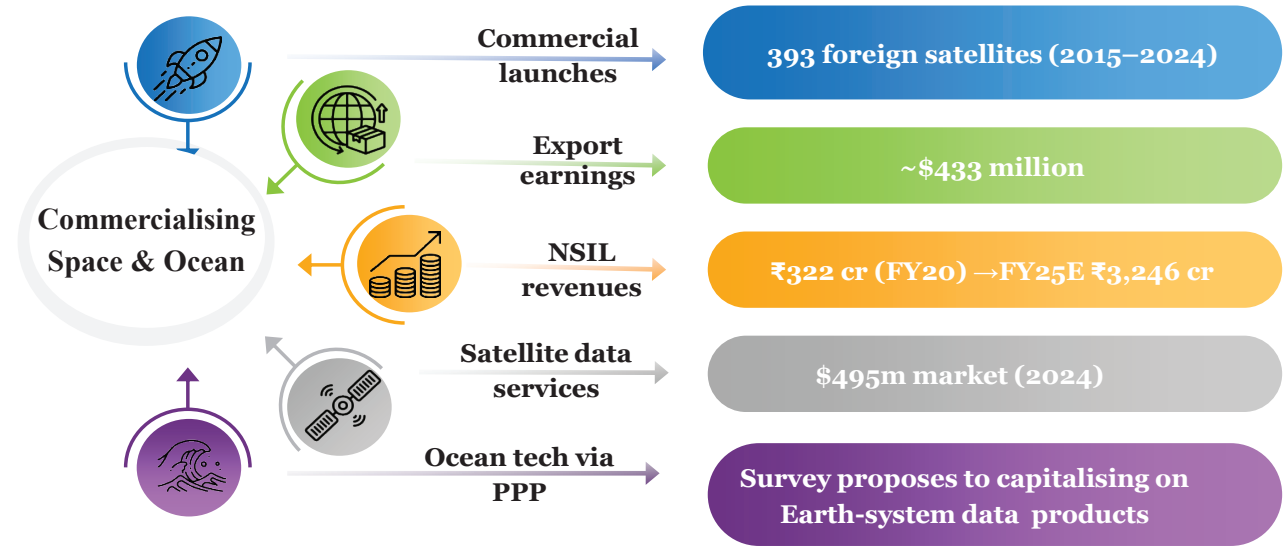 Commercialising
Space & Ocean
Commercial
launches
393 foreign satellites (2015–2024)
Export
earnings
~$433 million
NSIL
revenues
₹322 cr (FY20) →FY25E ₹3,246 cr
Satellite data
services
$495m market (2024)
Ocean tech via
PPP
Survey proposes to capitalising on
Earth-system data products